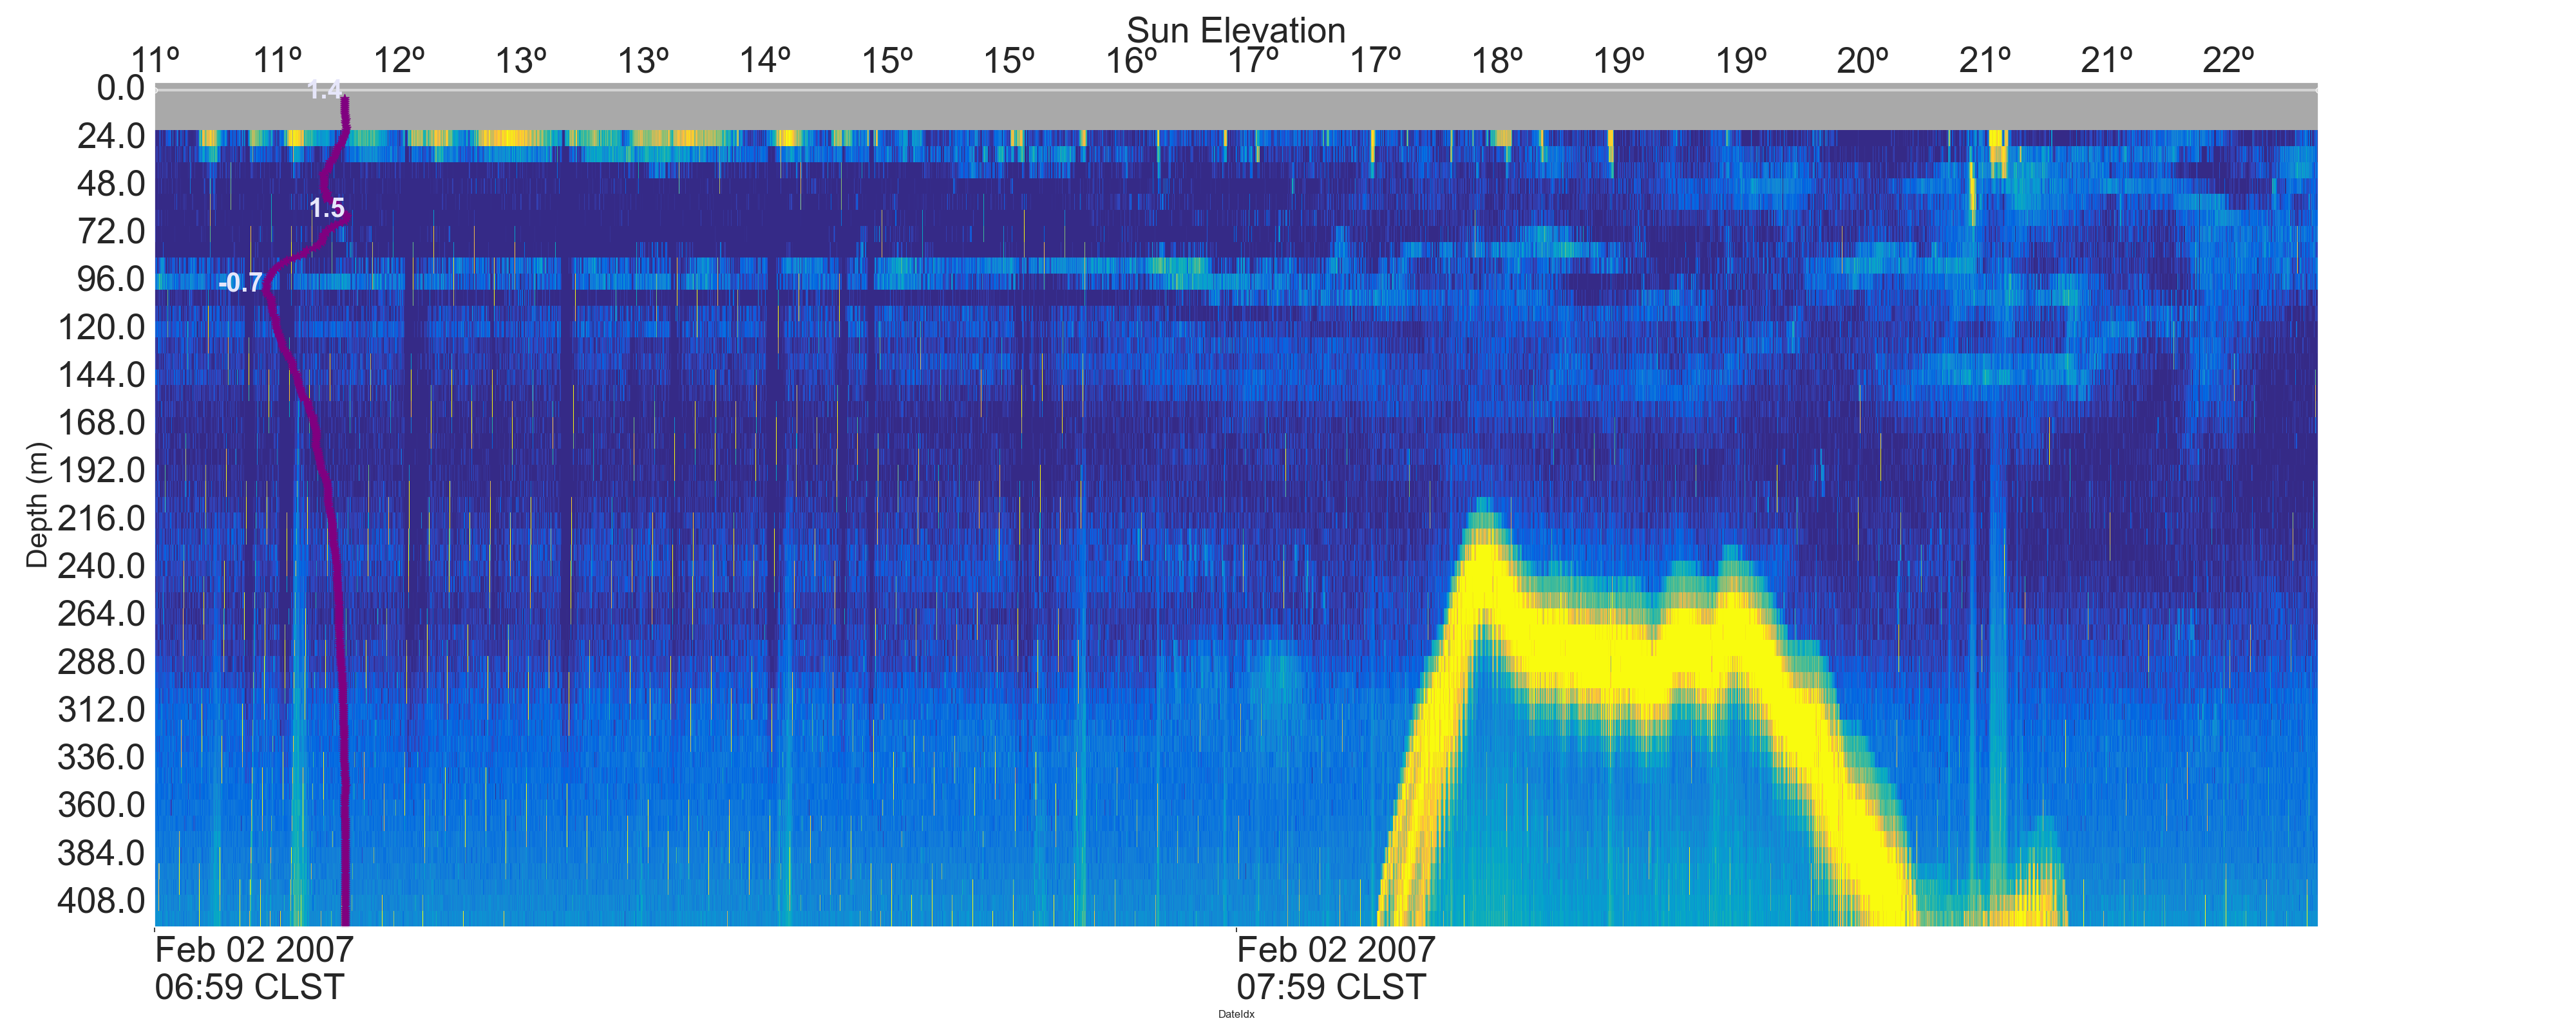 Sun Elevation
11º 11º 12º 13º 13º 14º 15º 15º 16º 17º 17º 18º 19º 19º 20º 21º 21º 22º
0.0
24.0
48.0
72.0
96.0
120.0
144.0
168.0
192.0
216.0
240.0
264.0
288.0
312.0
336.0
360.0
384.0
408.0
Depth (m)
1.4
1.5
-0.7
Feb 02 2007
06:59 CLST
Feb 02 2007
07:59 CLST
DateIdx